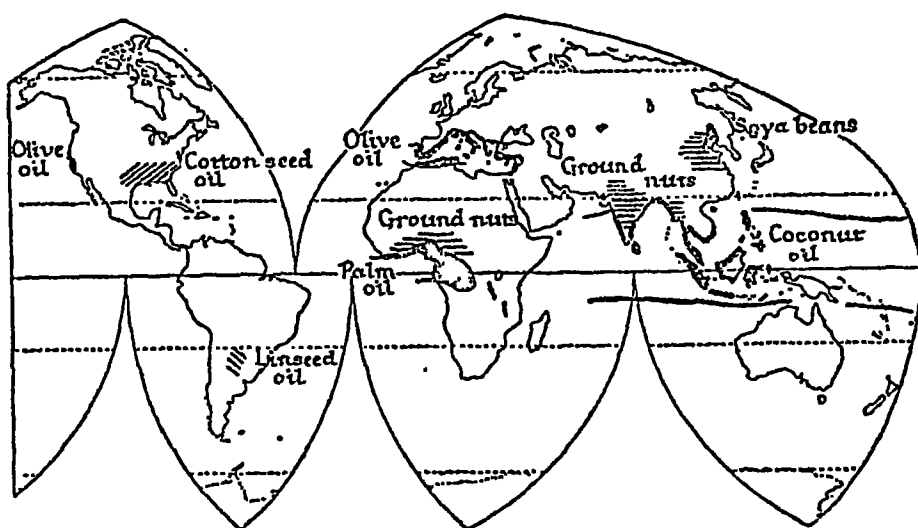 Olive
oil
Cotton seed
oil
Olive
oil
Soya beans
Ground
nuts
Ground nuts
Palm
oil
Coconut
oil
Linseed
oil